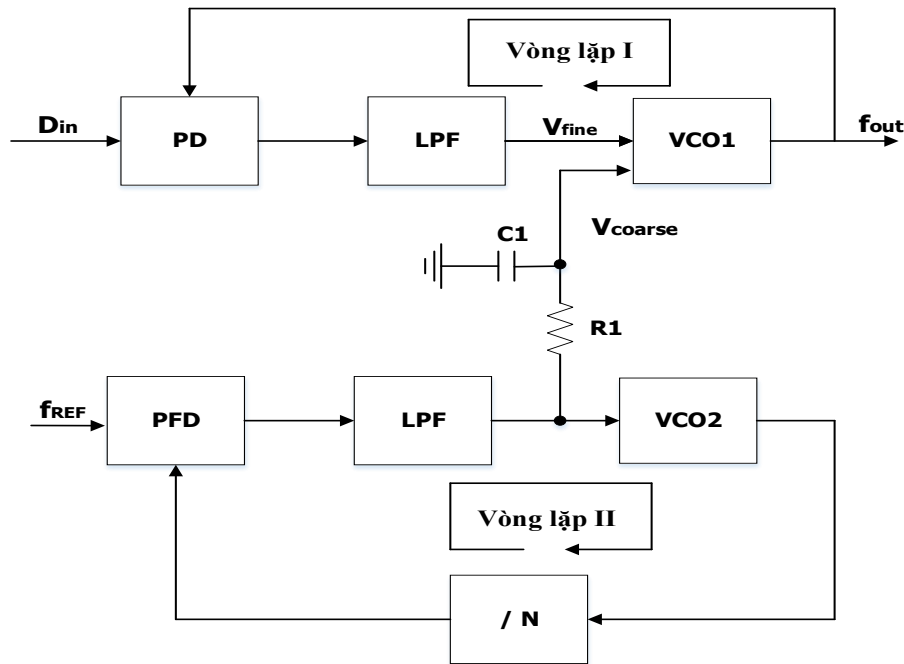 Vòng lặp I
Din
PD
LPF
Vfine
VCO1
fout
C1
Vcoarse
R1
fREF
PFD
LPF
VCO2
Vòng lặp II
/ N